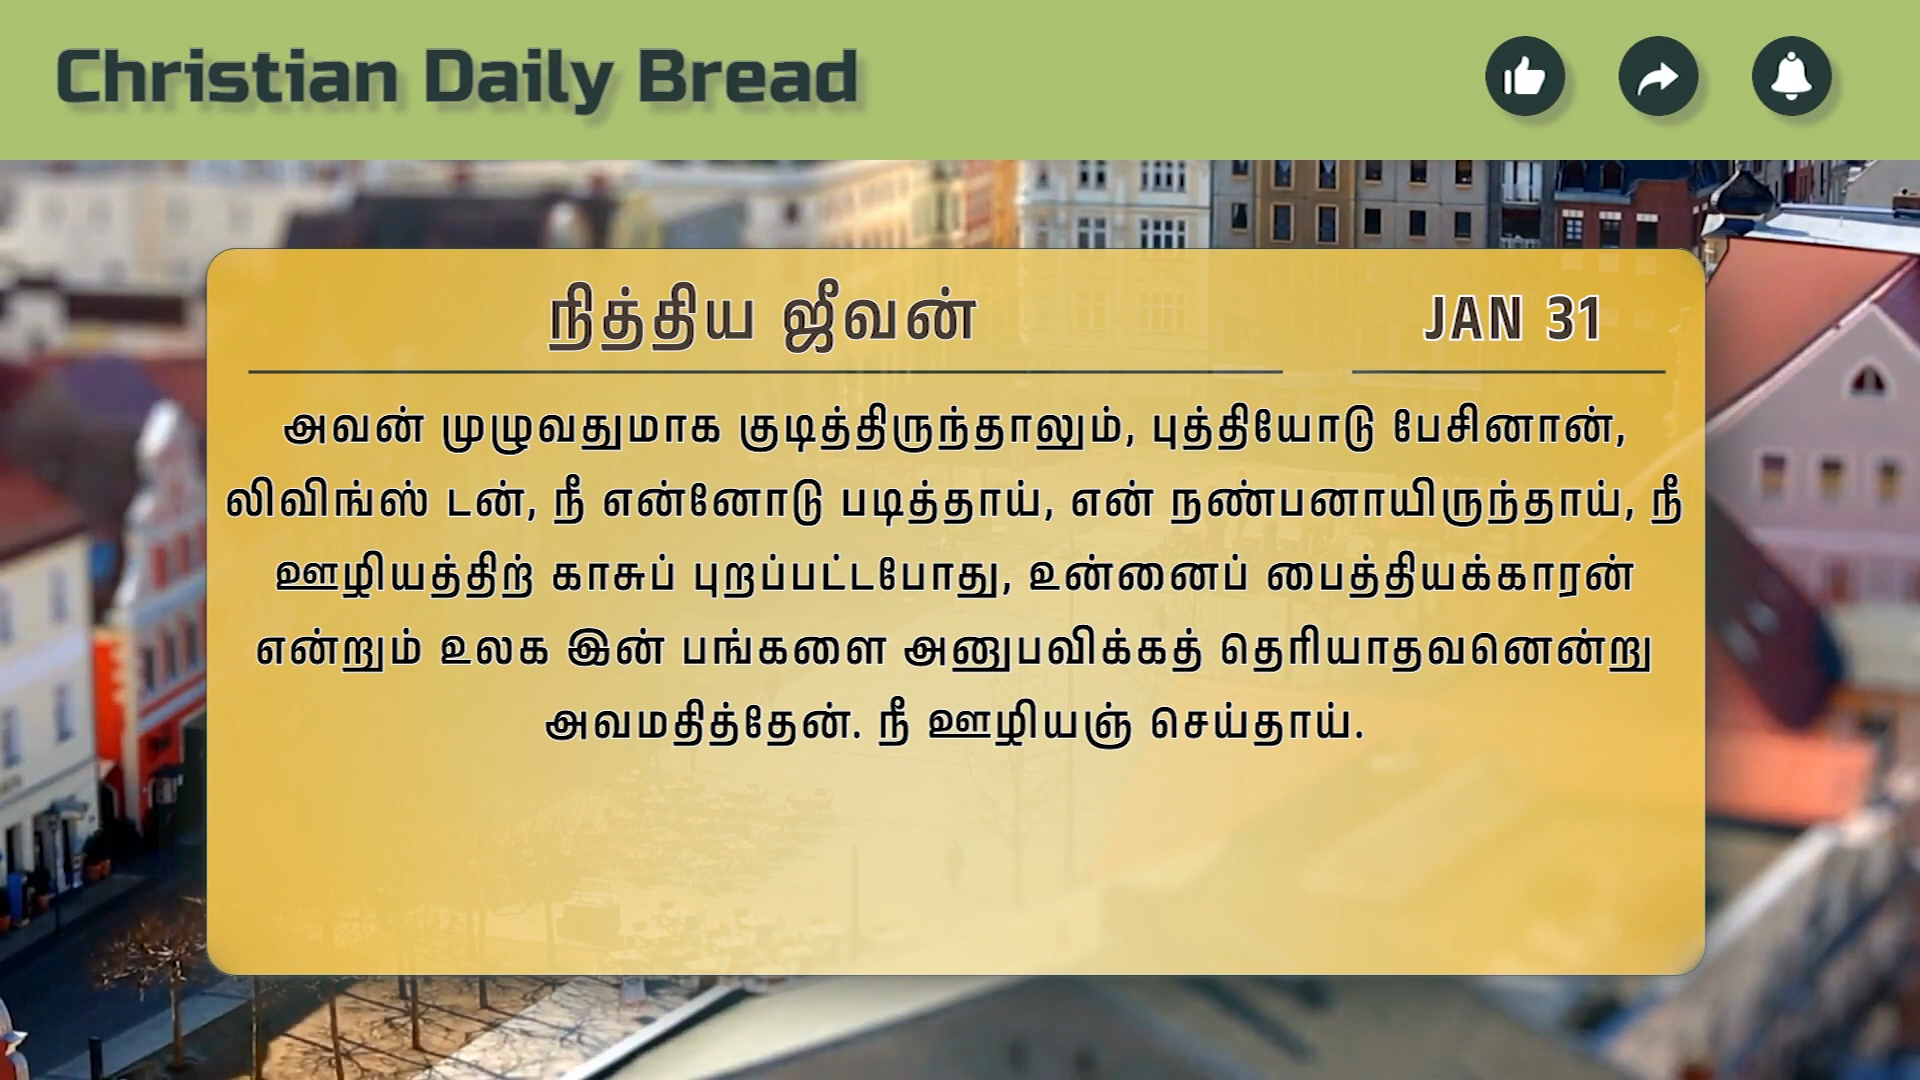 Christian Daily Bread
நித்திய ஜீவன்
JAN 31
அவன் முழுவதுமாக குடித்திருந்தாலும், புத்தியோடு பேசினான்,
லிவிங்ஸ் டன், நீ என்னோடு படித்தாய், என் நண்பனாயிருந்தாய், நீ
ஊழியத்திற் காசுப் புறப்பட்டபோது, உன்னைப் பைத்தியக்காரன்
என்றும் உலக இன் பங்களை அனுபவிக்கத் தெரியாதவனென்று
அவமதித்தேன். நீ ஊழியஞ் செய்தாய்.